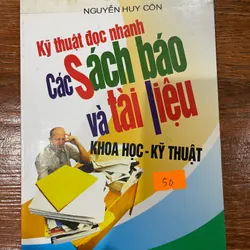 NGUYỄN HUY CÔN
Kỹ thuật đọc nhanh
Các Sách báo
và tài liệu
KHOA HỌC - KỸ THUẬT
50